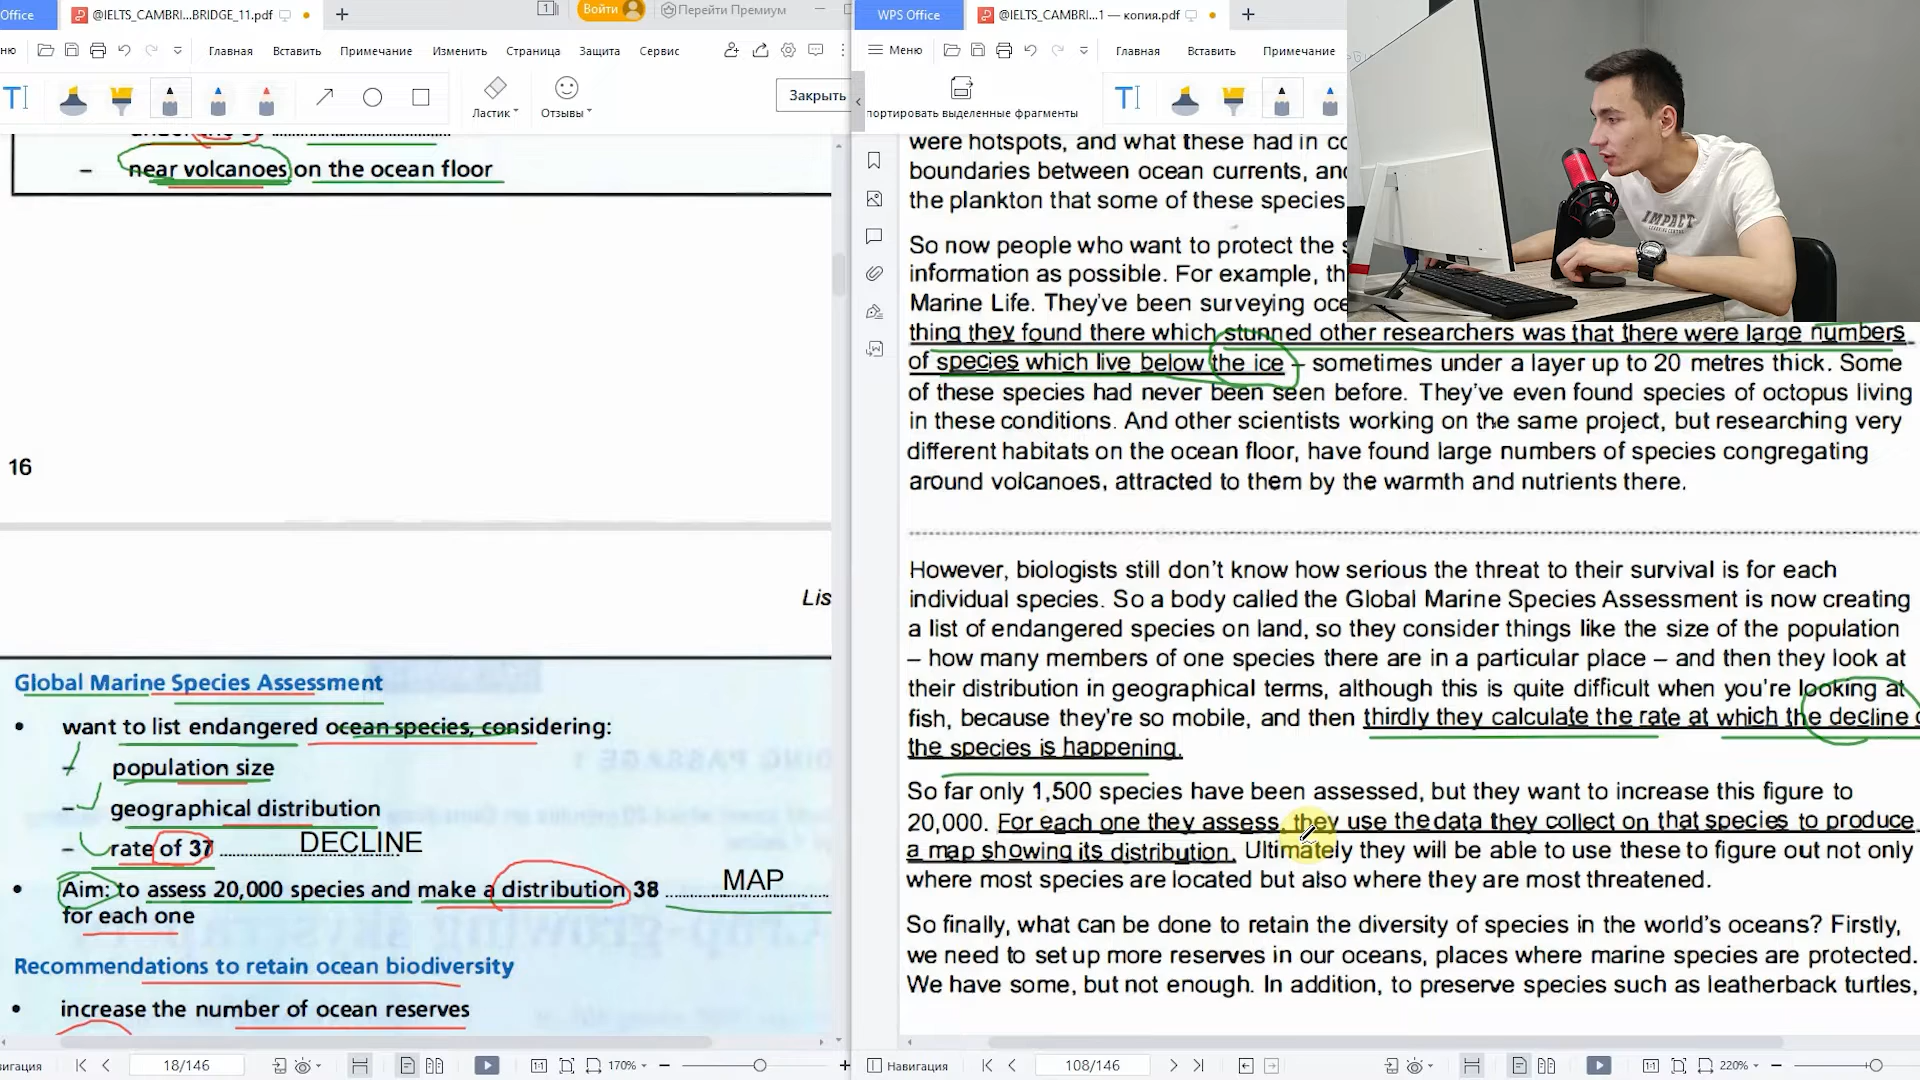 Office
@IELTS_CAMBRI...BRIDGE_11.pdf
Войти
Перейти Премиум
Главная
Вставить
Примечание
Изменить
Страница
Защита
Сервис
Ластик
Отзывы
Закрыть
– near volcanoes on the ocean floor
16
Lis
Global Marine Species Assessment
• want to list endangered ocean species, considering:
– population size
– geographical distribution
– rate of 37 DECLINE
• Aim: to assess 20,000 species and make a distribution 38 MAP
for each one
Recommendations to retain ocean biodiversity
• increase the number of ocean reserves
18/146
170%
WPS Office
@IELTS_CAMBRI...1 — копия.pdf
Меню
Главная
Вставить
Примечание
портировать выделенные фрагменты
IMPACT
were hotspots, and what these had in co
boundaries between ocean currents, and
the plankton that some of these species
So now people who want to protect the s
information as possible. For example, th
Marine Life. They've been surveying oce
thing they found there which stunned other researchers was that there were large numbers
of species which live below the ice – sometimes under a layer up to 20 metres thick. Some
of these species had never been seen before. They've even found species of octopus living
in these conditions. And other scientists working on the same project, but researching very
different habitats on the ocean floor, have found large numbers of species congregating
around volcanoes, attracted to them by the warmth and nutrients there.
However, biologists still don't know how serious the threat to their survival is for each
individual species. So a body called the Global Marine Species Assessment is now creating
a list of endangered species on land, so they consider things like the size of the population
– how many members of one species there are in a particular place – and then they look at
their distribution in geographical terms, although this is quite difficult when you're looking at
fish, because they're so mobile, and then thirdly they calculate the rate at which the decline o
the species is happening.
So far only 1,500 species have been assessed, but they want to increase this figure to
20,000. For each one they assess, they use the data they collect on that species to produce
a map showing its distribution. Ultimately they will be able to use these to figure out not only
where most species are located but also where they are most threatened.
So finally, what can be done to retain the diversity of species in the world's oceans? Firstly,
we need to set up more reserves in our oceans, places where marine species are protected.
We have some, but not enough. In addition, to preserve species such as leatherback turtles,
Навигация
108/146
220%